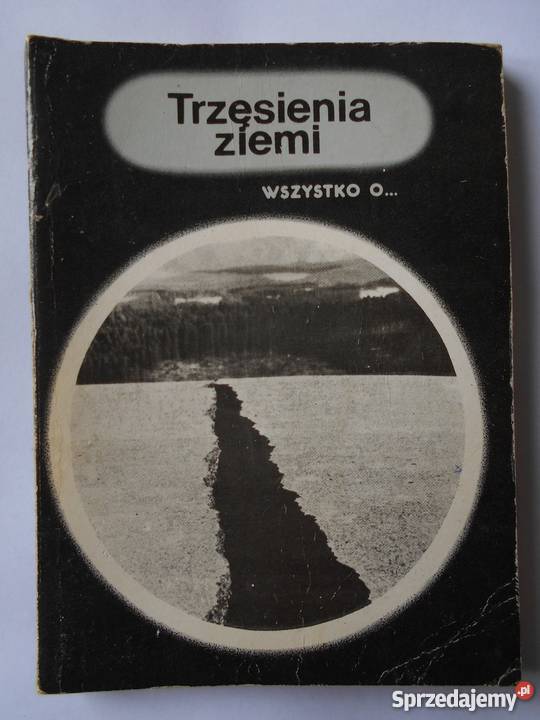 Trzęsienia
ziemi
WSZYSTKO O...
Sprzedajemy.pl